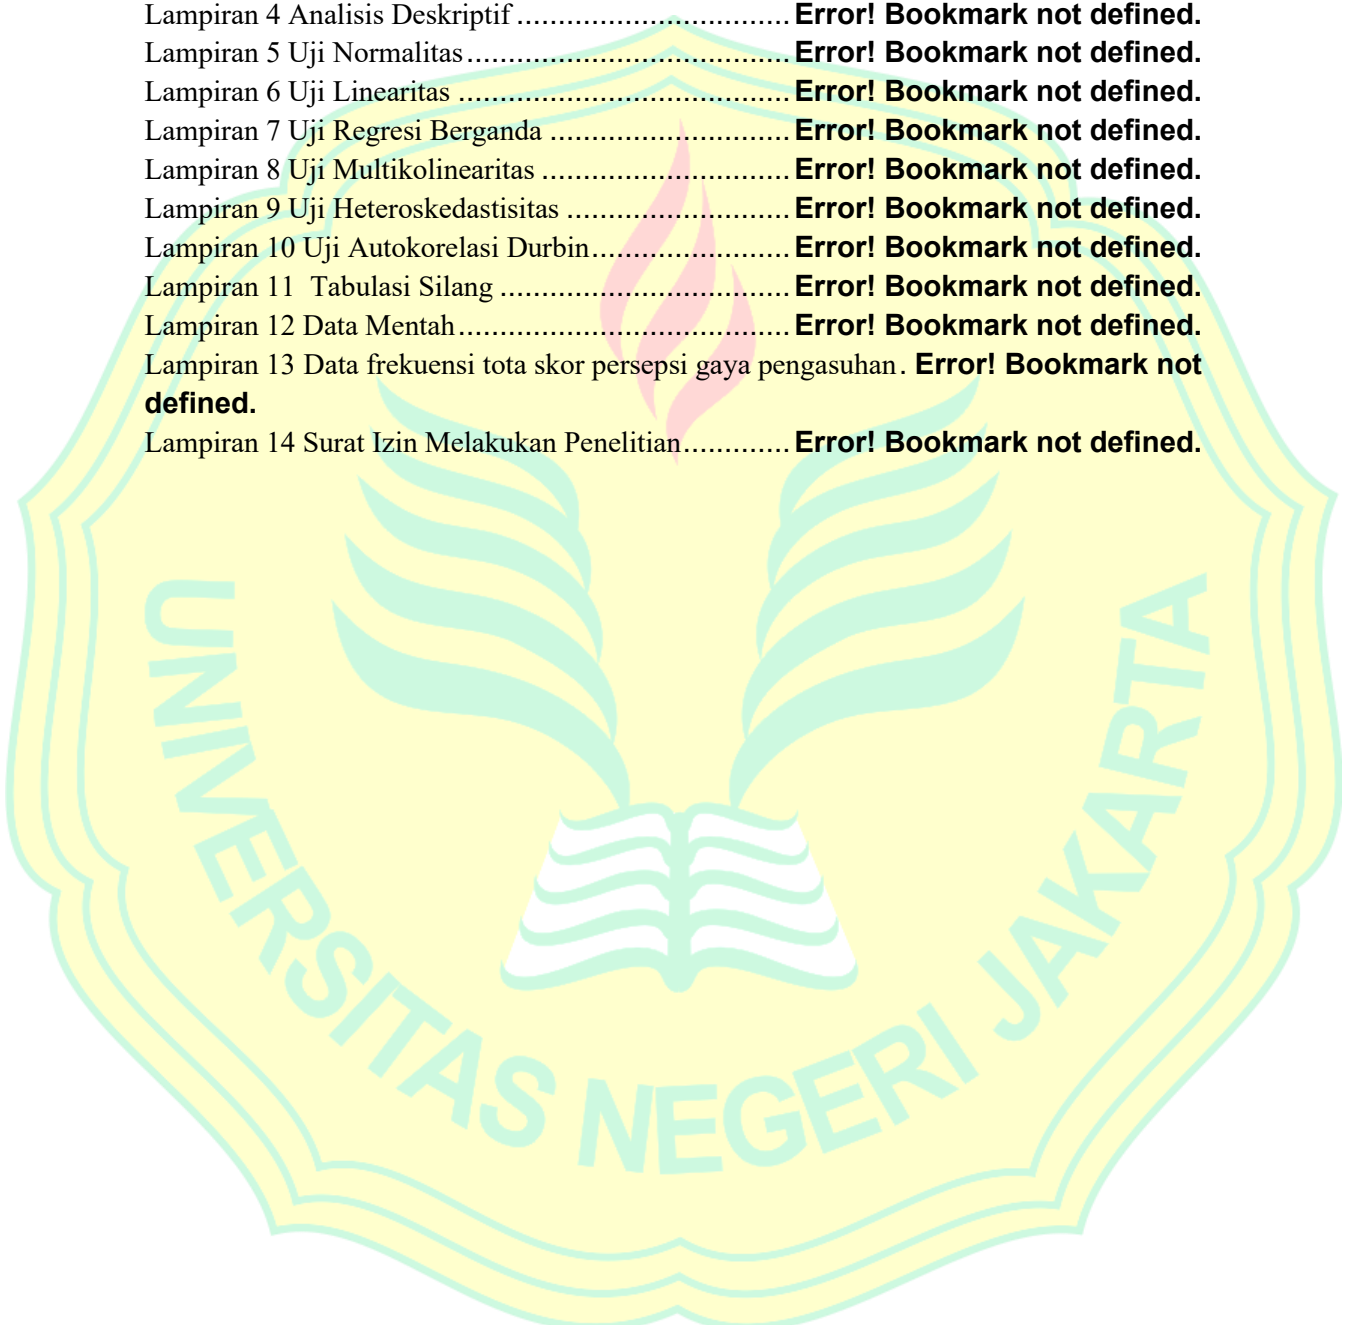 Lampiran 4 Analisis Deskriptif ................................. Error! Bookmark not defined.
Lampiran 5 Uji Normalitas ....................................... Error! Bookmark not defined.
Lampiran 6 Uji Linearitas ........................................ Error! Bookmark not defined.
Lampiran 7 Uji Regresi Berganda ............................. Error! Bookmark not defined.
Lampiran 8 Uji Multikolinearitas .............................. Error! Bookmark not defined.
Lampiran 9 Uji Heteroskedastisitas ........................... Error! Bookmark not defined.
Lampiran 10 Uji Autokorelasi Durbin........................ Error! Bookmark not defined.
Lampiran 11  Tabulasi Silang ................................... Error! Bookmark not defined.
Lampiran 12 Data Mentah........................................ Error! Bookmark not defined.
Lampiran 13 Data frekuensi tota skor persepsi gaya pengasuhan. Error! Bookmark not
defined.
Lampiran 14 Surat Izin Melakukan Penelitian............. Error! Bookmark not defined.
UNIVERSITAS NEGERI JAKARTA